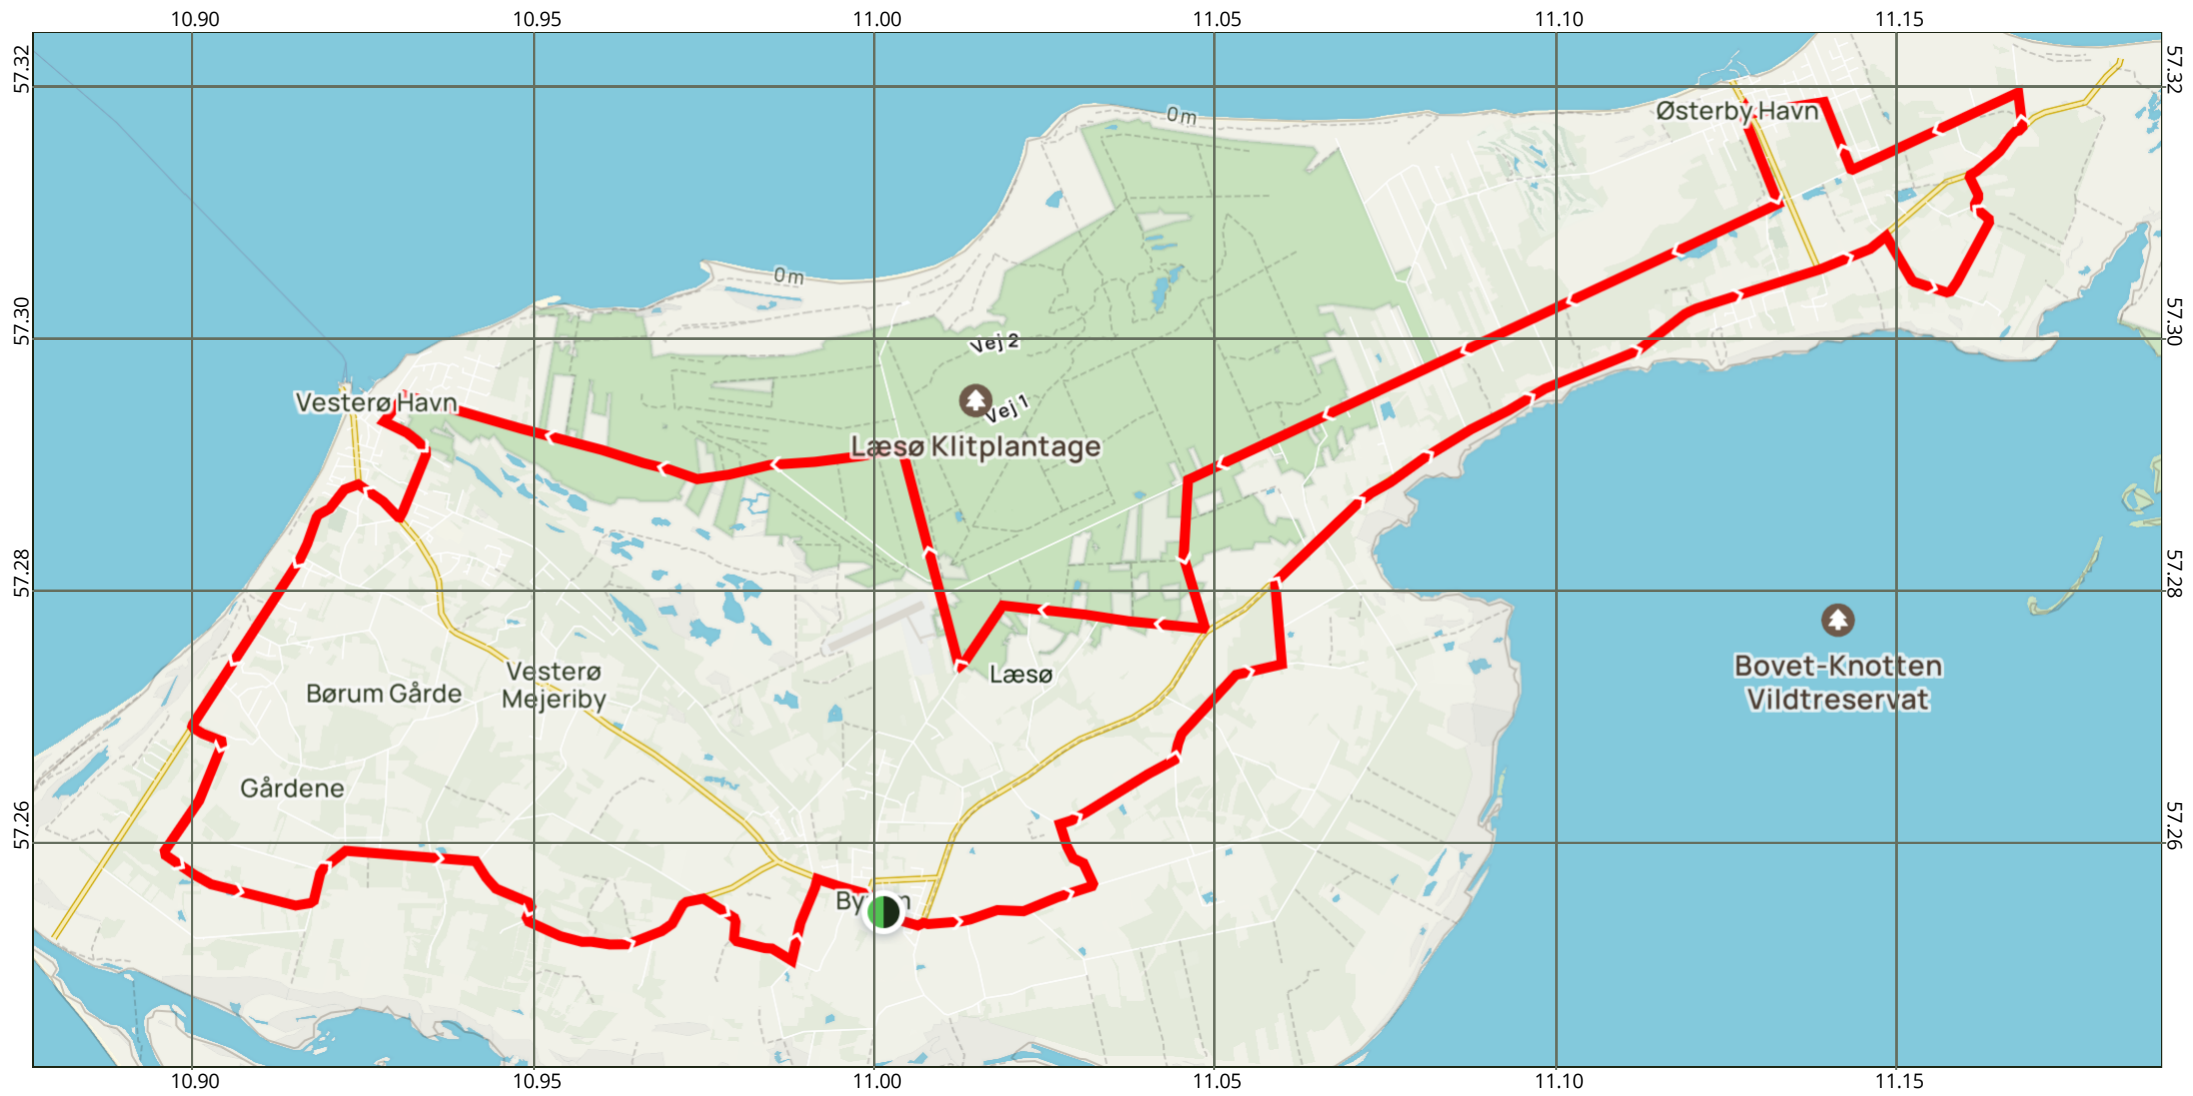 10.90 10.95 11.00 11.05 11.10 11.15
57.32 57.32
Østerby Havn
0 m
0 m
57.30 57.30
Vej 2
Vej 1
Vesterø Havn
Læsø Klitplantage
57.28 57.28
Bovet-Knotten
Vildtreservat
Vesterø
Mejeriby
Læsø
Børum Gårde
Gårdene
57.26 57.26
10.90 10.95 11.00 11.05 11.10 11.15